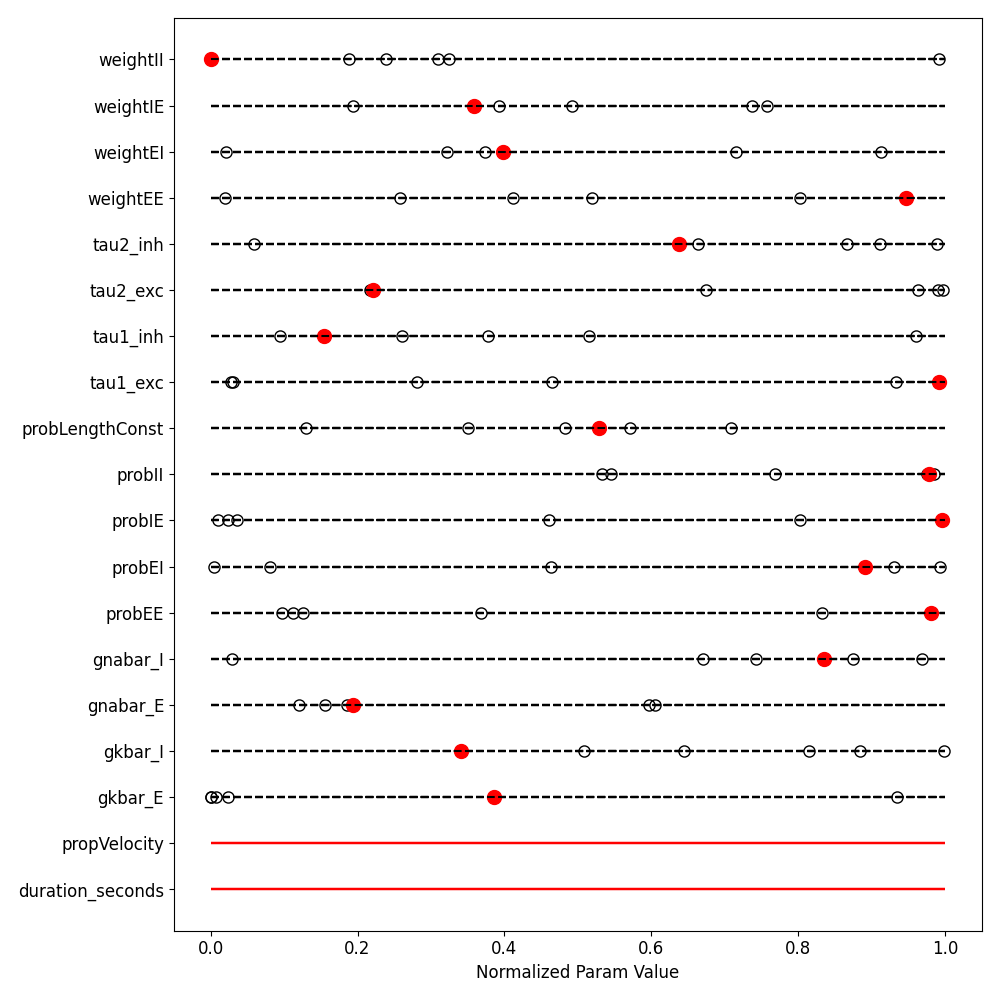 weightII
weightIE
weightEI
weightEE
tau2_inh
tau2_exc
tau1_inh
tau1_exc
probLengthConst
probII
probIE
probEI
probEE
gnabar_I
gnabar_E
gkbar_I
gkbar_E
propVelocity
duration_seconds
0.0 0.2 0.4 0.6 0.8 1.0
Normalized Param Value